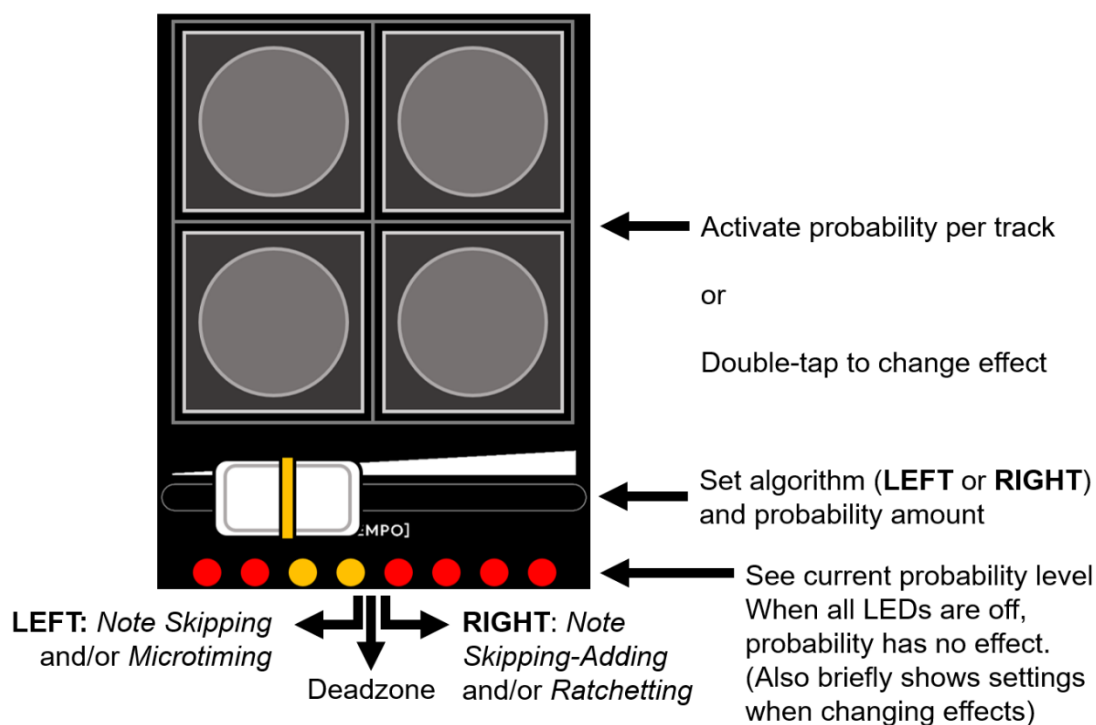 Activate probability per track
or
Double-tap to change effect
Set algorithm (LEFT or RIGHT)
and probability amount
EMPO]
See current probability level
When all LEDs are off,
probability has no effect.
(Also briefly shows settings
when changing effects)
LEFT: Note Skipping
and/or Microtiming
Deadzone
RIGHT: Note
Skipping-Adding
and/or Ratchetting